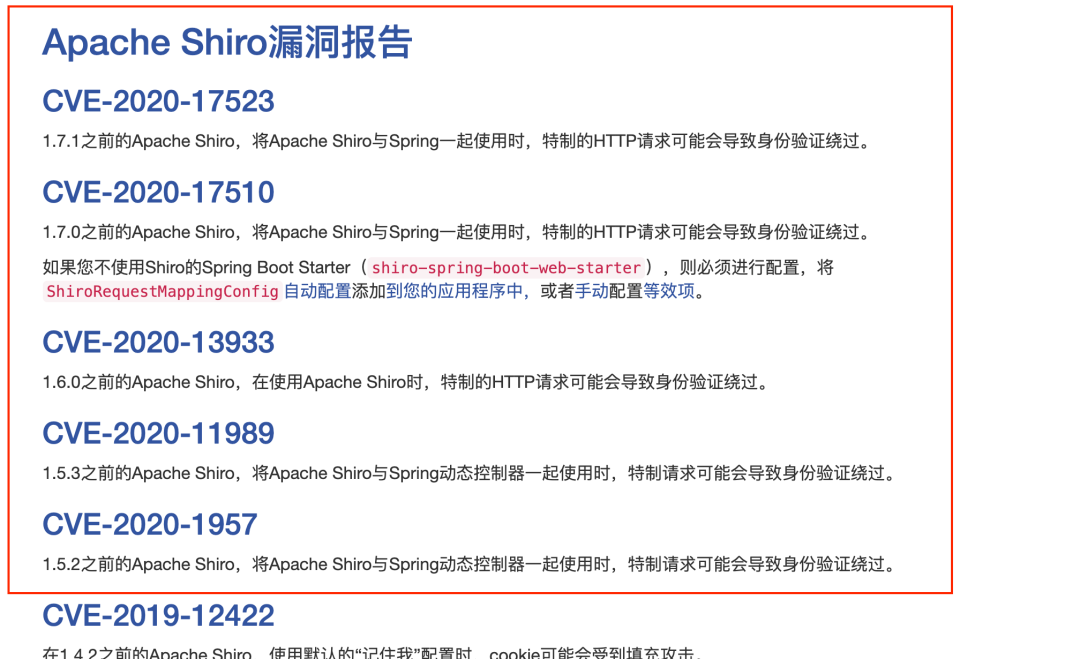 Apache Shiro漏洞报告
CVE-2020-17523
1.7.1之前的Apache Shiro，将Apache Shiro与Spring一起使用时，特制的HTTP请求可能会导致身份验证绕过。
CVE-2020-17510
1.7.0之前的Apache Shiro，将Apache Shiro与Spring一起使用时，特制的HTTP请求可能会导致身份验证绕过。
如果您不使用Shiro的Spring Boot Starter（shiro-spring-boot-web-starter），则必须进行配置，将
ShiroRequestMappingConfig自动配置添加到您的应用程序中，或者手动配置等效项。
CVE-2020-13933
1.6.0之前的Apache Shiro，在使用Apache Shiro时，特制的HTTP请求可能会导致身份验证绕过。
CVE-2020-11989
1.5.3之前的Apache Shiro，将Apache Shiro与Spring动态控制器一起使用时，特制请求可能会导致身份验证绕过。
CVE-2020-1957
1.5.2之前的Apache Shiro，将Apache Shiro与Spring动态控制器一起使用时，特制请求可能会导致身份验证绕过。
CVE-2019-12422
在1.4.2之前的Apache Shiro，使用默认的“记住我”配置时，cookie可能会受到填充攻击。